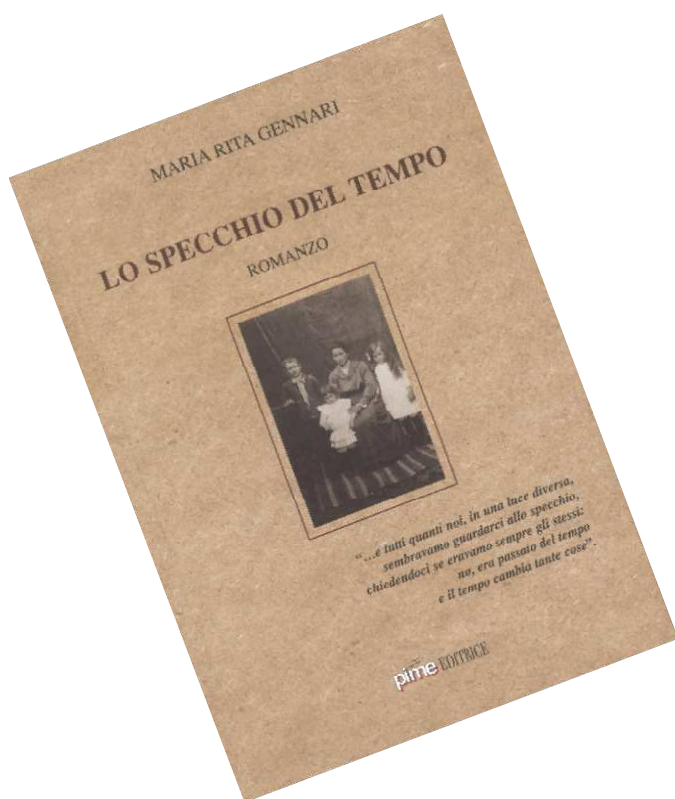 MARIA RITA GENNARI
LO SPECCHIO DEL TEMPO
ROMANZO
“...e tutti quanti noi, in una luce diversa,
sembravamo guardarci allo specchio,
chiedendoci se eravamo sempre gli stessi:
no, era passato del tempo
e il tempo cambia tante cose”.
pime EDITRICE